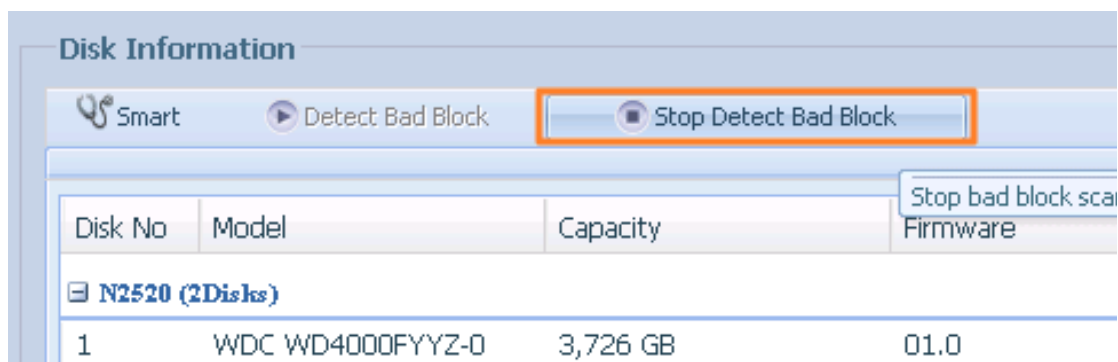 Disk Information
Smart Detect Bad Block Stop Detect Bad Block
Stop bad block
Disk No Model Capacity Firmware
N2520 (2Disks)
1 WDC WD4000FYYZ-0 3,726 GB 01.0